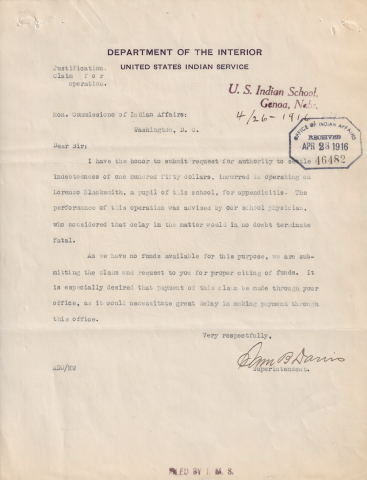 DEPARTMENT OF THE INTERIOR
UNITED STATES INDIAN SERVICE
Justification.
Claim for
operation.
U. S. Indian School,
Genoa, Nebr.
4/26-1916
OFFICE OF INDIAN AFFAIRS
RECEIVED
APR 28 1916
46482
Hon. Commissions of Indian Affairs:
Washington, D. C.
Dear Sir:
I have the honor to submit request for authority to settle
indebtedness of one hundred fifty dollars, incurred in operating on
Lorenzo Blacksmith, a pupil of this school, for appendicitis. The
performance of this operation was advised by our school physician,
who considered that delay in the matter would in no doubt terminate
fatal.
As we have no funds available for this purpose, we are sub-
mitting the claim and request to you for proper citing of funds. It
is especially desired that payment of this claim be made through your
office, as it would necessitate great delay in making payment through
this office.
Very respectfully,
Sam B Davis
Superintendent.
FILED BY I. M. S.